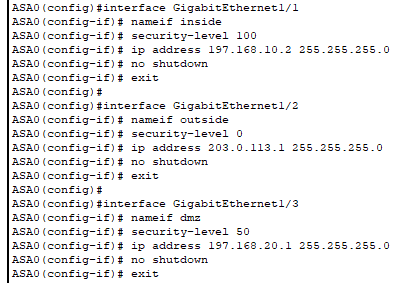 ASA0(config)#interface GigabitEthernet1/1
ASA0(config-if)# nameif inside
ASA0(config-if)# security-level 100
ASA0(config-if)# ip address 197.168.10.2 255.255.255.0
ASA0(config-if)# no shutdown
ASA0(config-if)# exit
ASA0(config)#
ASA0(config)#interface GigabitEthernet1/2
ASA0(config-if)# nameif outside
ASA0(config-if)# security-level 0
ASA0(config-if)# ip address 203.0.113.1 255.255.255.0
ASA0(config-if)# no shutdown
ASA0(config-if)# exit
ASA0(config)#
ASA0(config)#interface GigabitEthernet1/3
ASA0(config-if)# nameif dmz
ASA0(config-if)# security-level 50
ASA0(config-if)# ip address 197.168.20.1 255.255.255.0
ASA0(config-if)# no shutdown
ASA0(config-if)# exit